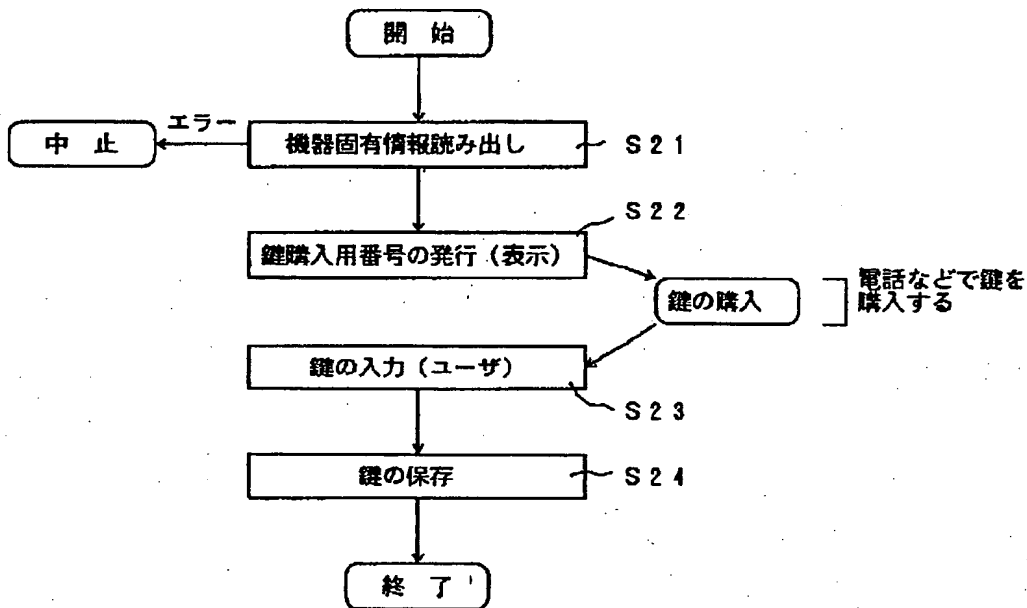 開 始
エラー
中 止
機器固有情報読み出し
S21
S22
鍵購入用番号の発行（表示）
電話などで鍵を
購入する
鍵の購入
鍵の入力（ユーザ）
S23
鍵の保存
S24
終 了